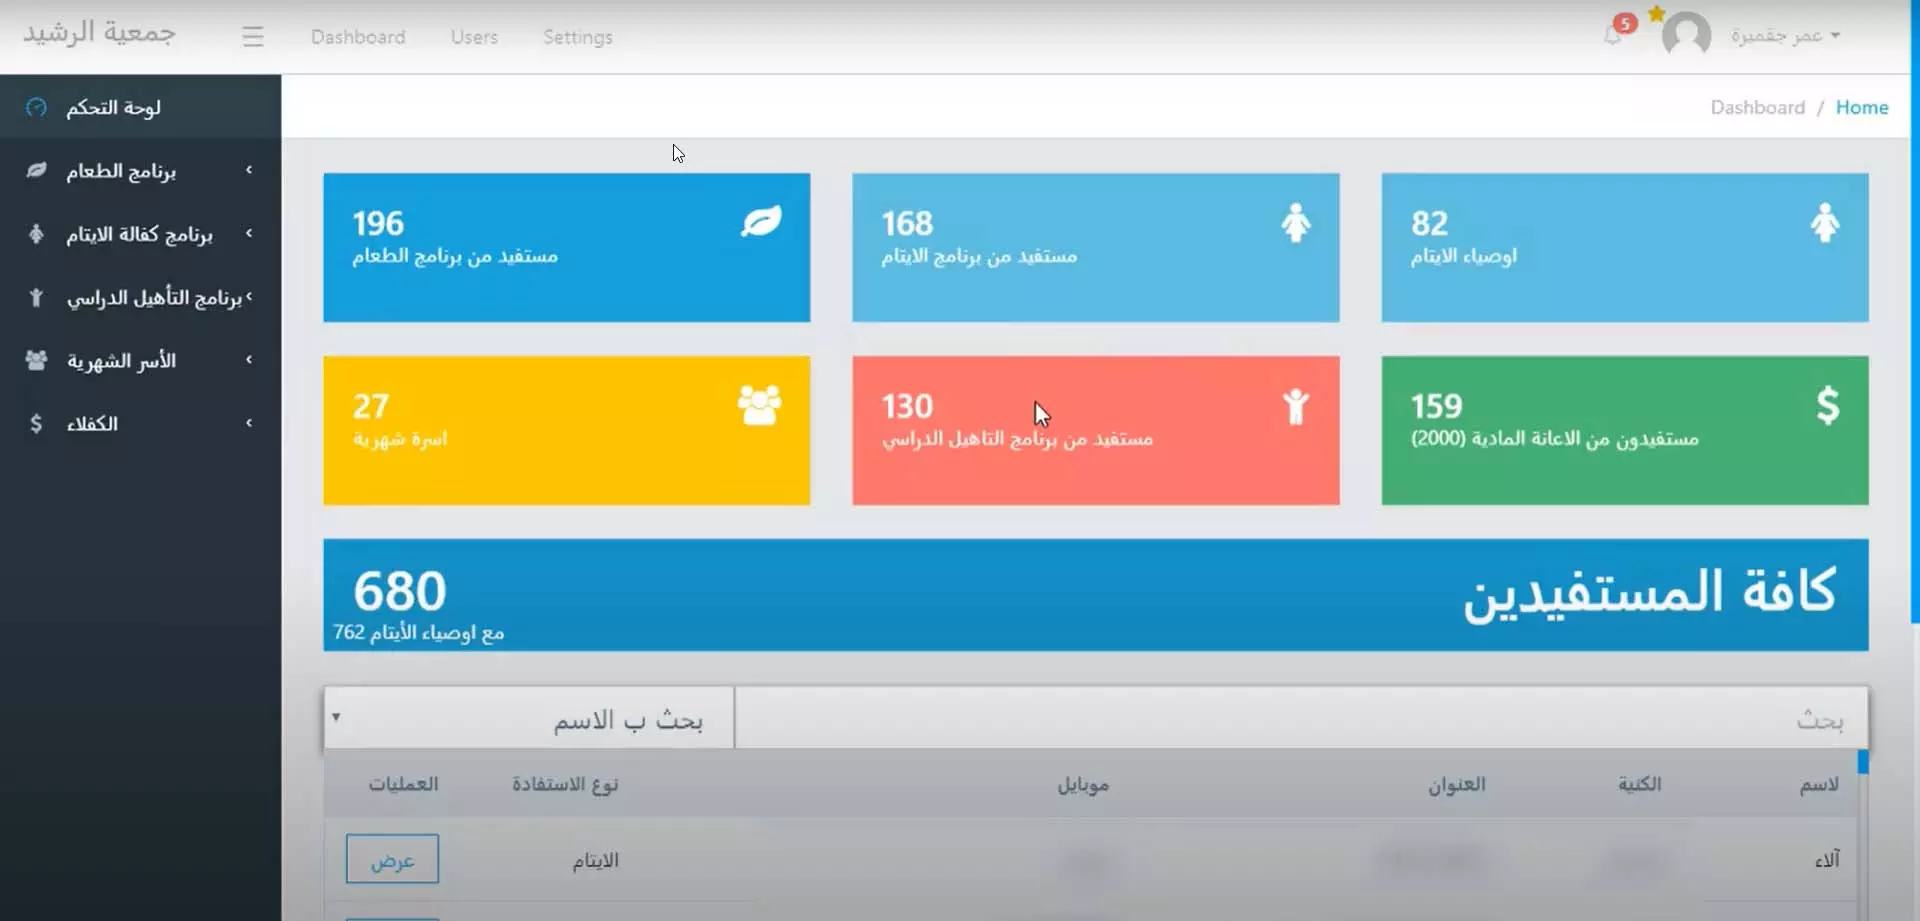 جمعية الرشيد
Dashboard
Users
Settings
5
عمر جقميرة
لوحة التحكم
برنامج الطعام
برنامج كفالة الايتام
برنامج التأهيل الدراسي
الأسر الشهرية
الكفلاء
Dashboard / Home
196
مستفيد من برنامج الطعام
168
مستفيد من برنامج الايتام
82
اوصياء الايتام
27
اسرة شهرية
130
مستفيد من برنامج التاهيل الدراسي
159
مستفيدون من الاعانة المادية (2000)
كافة المستفيدين
680
مع اوصياء الأيتام 762
بحث
بحث ب الاسم
لاسم
الكنية
العنوان
موبايل
نوع الاستفادة
العمليات
آلاء
الايتام
عرض